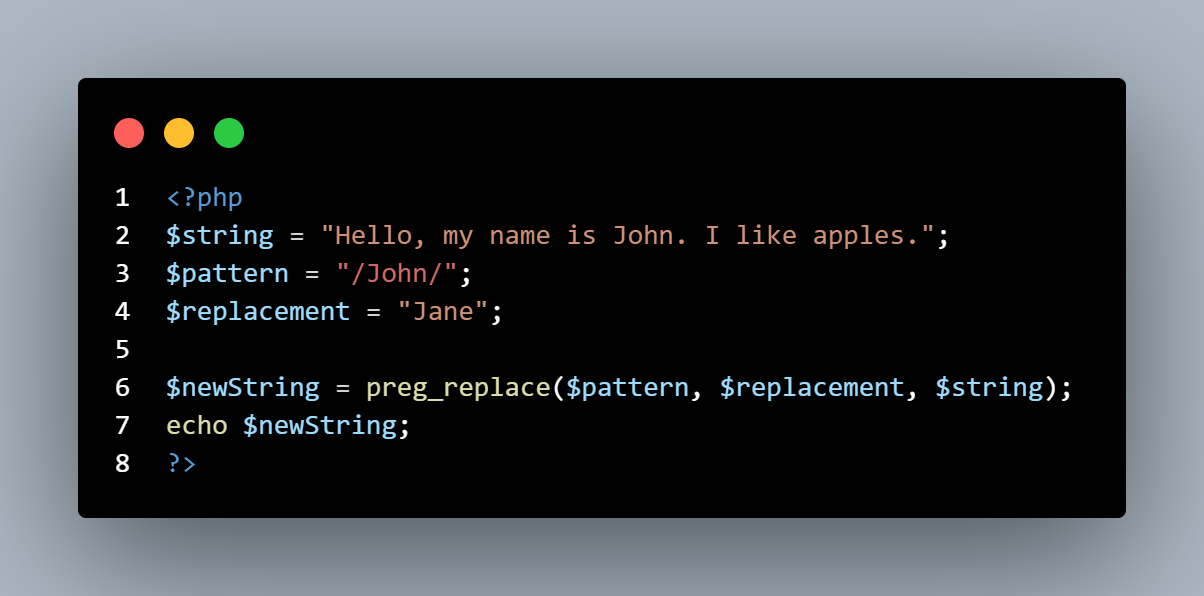 1 <?php
2 $string = "Hello, my name is John. I like apples.";
3 $pattern = "/John/";
4 $replacement = "Jane";
5
6 $newString = preg_replace($pattern, $replacement, $string);
7 echo $newString;
8 ?>